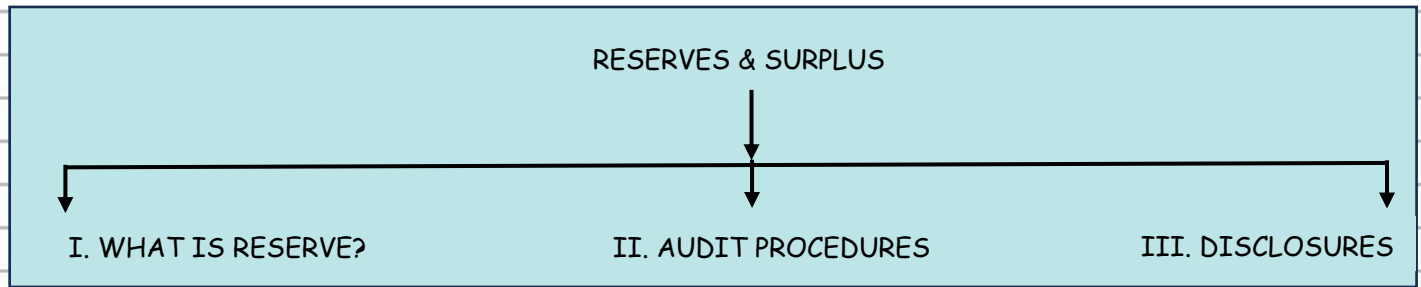 RESERVES & SURPLUS
I. WHAT IS RESERVE? II. AUDIT PROCEDURES III. DISCLOSURES